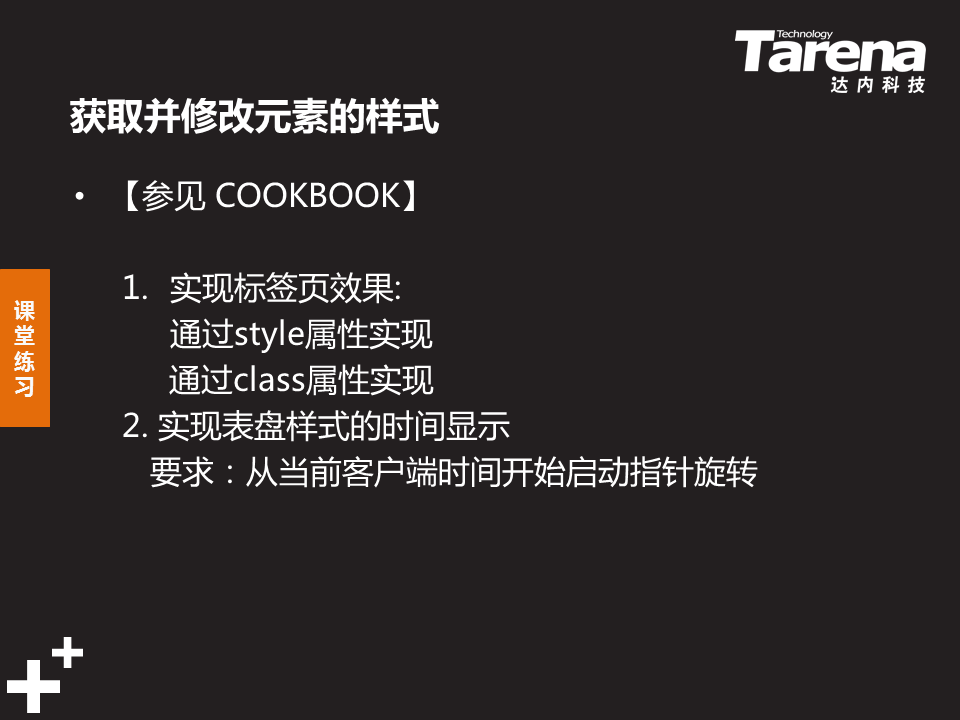 Technology
Tarena
达内科技
获取并修改元素的样式
• 【参见 COOKBOOK】
1. 实现标签页效果:
通过style属性实现
通过class属性实现
2. 实现表盘样式的时间显示
要求：从当前客户端时间开始启动指针旋转
课堂练习